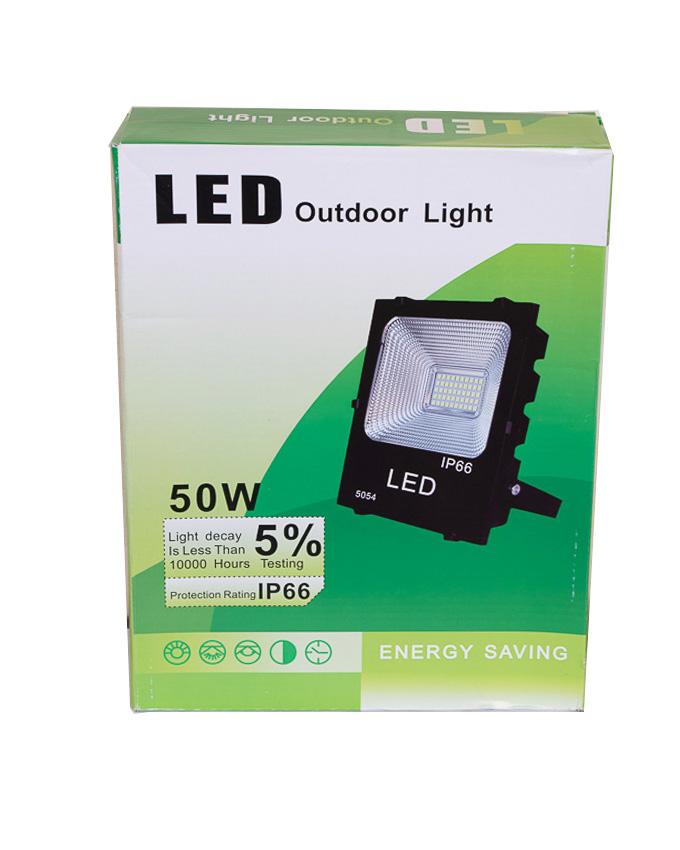 LED Outdoor Light
LED Outdoor Light
IP66
LED
5054
50W
Light decay
Is Less Than 5%
10000 Hours Testing
Protection Rating IP66
ENERGY SAVING